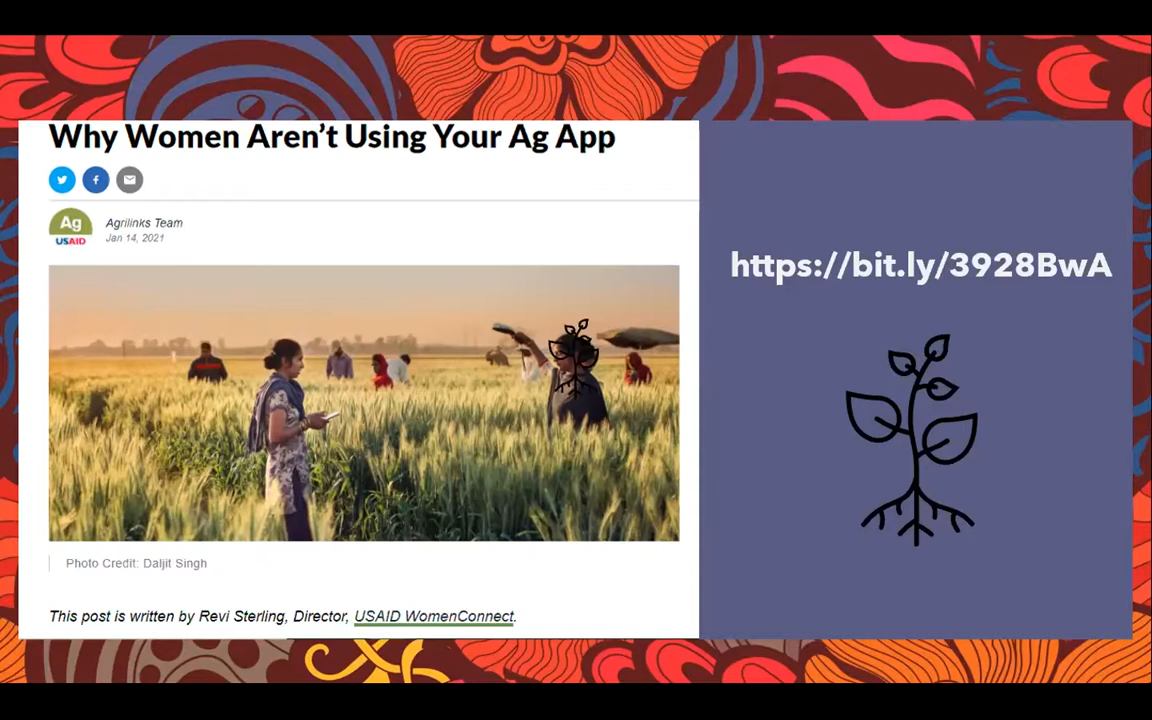 Why Women Aren’t Using Your Ag App
Ag
USAID
Agrilinks Team
Jan 14, 2021
https://bit.ly/3928BwA
Photo Credit: Daljit Singh
This post is written by Revi Sterling, Director, USAID WomenConnect.